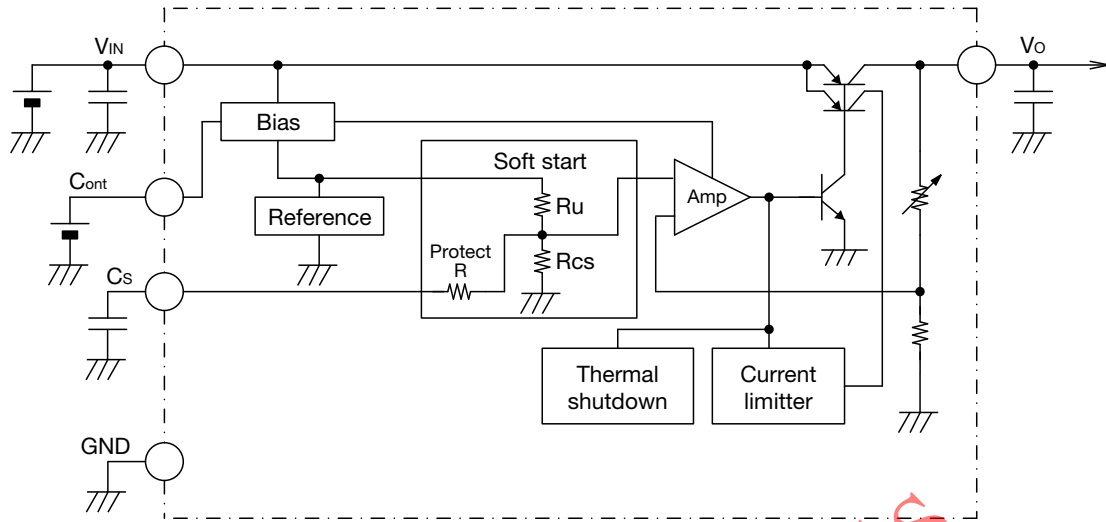 VIN
VO
Bias
Soft start
Cont
Amp
Ru
Reference
Protect
R
Rcs
CS
Thermal
shutdown
Current
limitter
GND